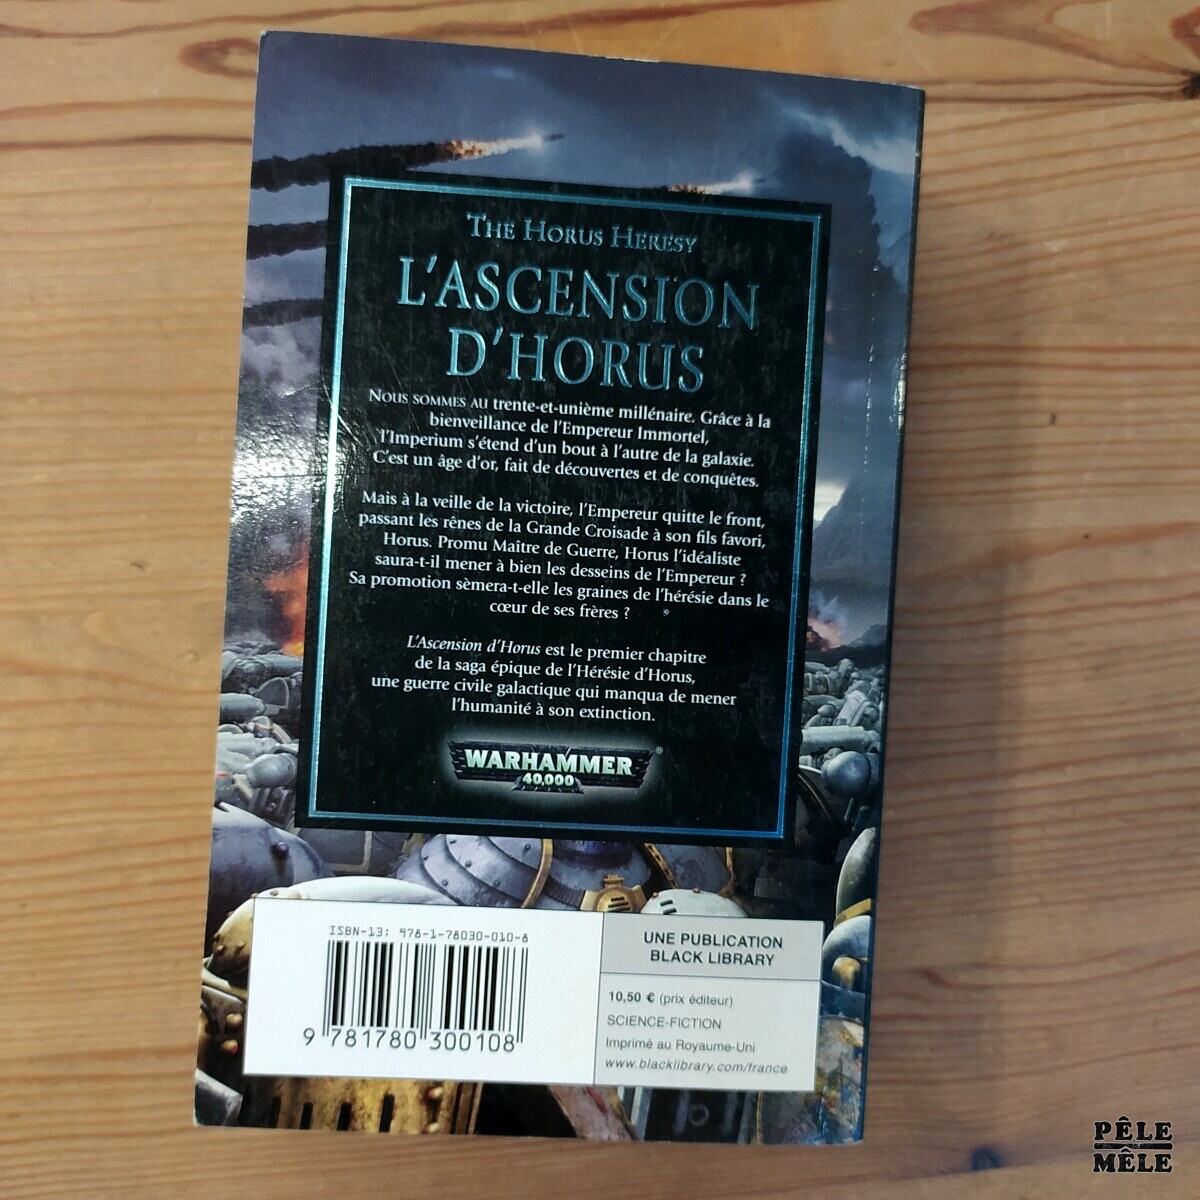 THE HORUS HERESY
L'ASCENSION
D'HORUS
NOUS SOMMES AU trente-et-unième millénaire. Grâce à la
bienveillance de l'Empereur Immortel,
l'Imperium s'étend d'un bout à l'autre de la galaxie.
C'est un âge d'or, fait de découvertes et de conquêtes.
Mais à la veille de la victoire, l'Empereur quitte le front,
passant les rênes de la Grande Croisade à son fils favori,
Horus. Promu Maître de Guerre, Horus l'idéaliste
saura-t-il mener à bien les desseins de l'Empereur ?
Sa promotion sèmera-t-elle les graines de l'hérésie dans le
cœur de ses frères ?
L'Ascension d'Horus est le premier chapitre
de la saga épique de l'Hérésie d'Horus,
une guerre civile galactique qui manqua de mener
l'humanité à son extinction.
WARHAMMER®
40,000
ISBN-13: 978-1-78030-010-8
9 781780 300108
UNE PUBLICATION
BLACK LIBRARY
10,50 € (prix éditeur)
SCIENCE-FICTION
Imprimé au Royaume-Uni
www.blacklibrary.com/france
PÊLE
MÊLE